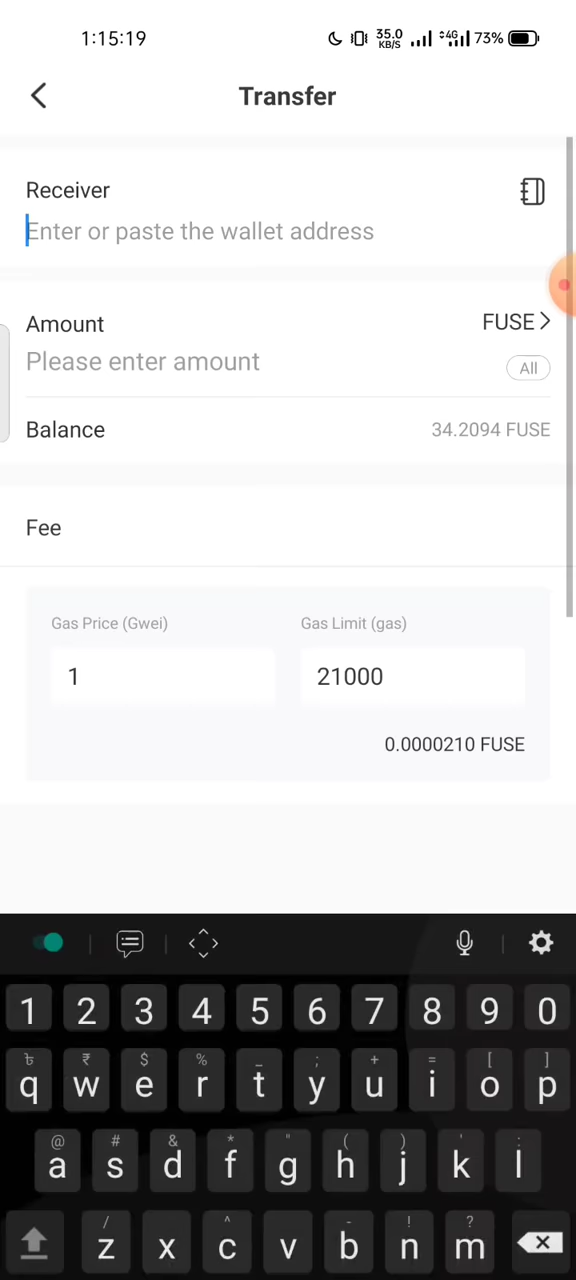 1:15:19 35.0 KB/S 4G 73%
Transfer
Receiver
Enter or paste the wallet address
Amount FUSE
Please enter amount All
Balance 34.2094 FUSE
Fee
Gas Price (Gwei) Gas Limit (gas)
1 21000
0.0000210 FUSE
1 2 3 4 5 6 7 8 9 0
৳ ₹ $ % _ ; + = [ ]
q w e r t y u i o p
@ # & * " ( ) ' :
a s d f g h j k l
/ ^ - ! ?
z x c v b n m